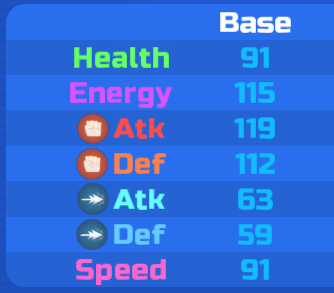 Base
Health 91
Energy 115
Atk 119
Def 112
Atk 63
Def 59
Speed 91